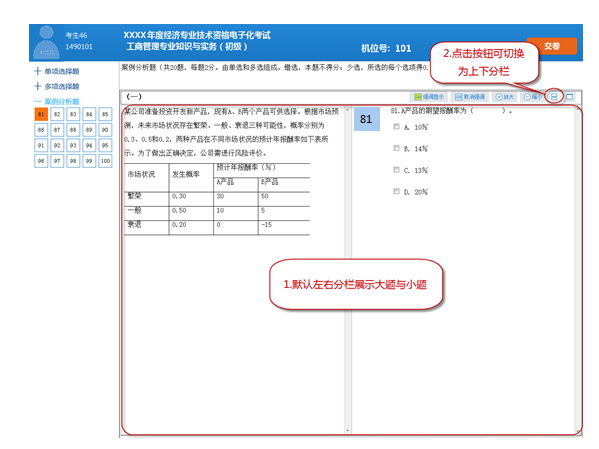 考生46
1490101
XXXX年度经济专业技术资格电子化考试
工商管理专业知识与实务（初级）
机位号: 101
交卷
2.点击按钮可切换
为上下分栏
单项选择题
多项选择题
案例分析题
81 82 83 84 85
86 87 88 89 90
91 92 93 94 95
96 97 98 99 100
案例分析题（共20题，每题2分。由单选和多选组成。错选，本题不得分。少选，所选的每个选项得0.
（一）
强调显示 取消强调 放大 缩小
某公司准备投资开发新产品，现有A、B两个产品可供选择。根据市场预
测，未来市场状况存在繁荣、一般、衰退三种可能性，概率分别为
0.3、0.5和0.2。两种产品在不同市场状况的预计年报酬率如下表所
示。为了做出正确决定，公司需进行风险评价。
市场状况 发生概率 预计年报酬率（%）
A产品 B产品
繁荣 0.30 30 50
一般 0.50 10 5
衰退 0.20 0 -15
81
81.A产品的期望报酬率为（ ）。
A. 10%
B. 14%
C. 13%
D. 20%
1.默认左右分栏展示大题与小题